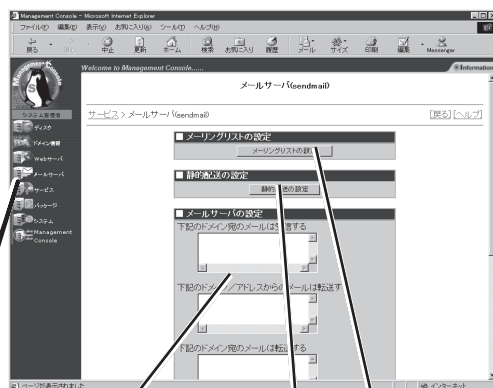 Management Console - Microsoft Internet Explorer
ファイル(F) 編集(E) 表示(V) お気に入り(A) ツール(T) ヘルプ(H)
戻る 中止 更新 ホーム 検索 お気に入り 履歴 メール サイズ 印刷 編集 Messenger
Welcome to Management Console......
Information
メールサーバ(sendmail)
システム管理者
サービス > メールサーバ(sendmail)
[戻る] [ヘルプ]
ディスク
ドメイン情報
Webサーバ
メールサーバ
サービス
パッケージ
システム
Management Console
■ メーリングリストの設定
メーリングリストの設定
■ 静的配送の設定
静的配送の設定
■ メールサーバの設定
下記のドメイン宛のメールは受信する
下記のドメイン/アドレスからのメールは転送す
下記のドメイン宛のメールは転送する
ページが表示されました
インターネット